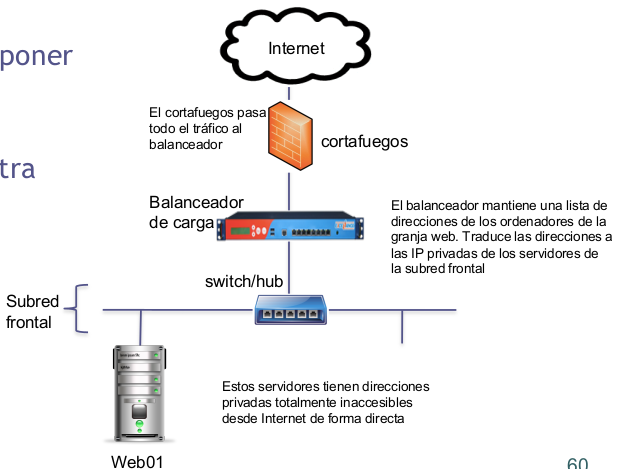 poner
tra
Internet
El cortafuegos pasa
todo el tráfico al
balanceador
cortafuegos
Balanceador
de carga
El balanceador mantiene una lista de
direcciones de los ordenadores de la
granja web. Traduce las direcciones a
las IP privadas de los servidores de
la subred frontal
switch/hub
Subred
frontal
Estos servidores tienen direcciones
privadas totalmente inaccesibles
desde Internet de forma directa
Web01
60